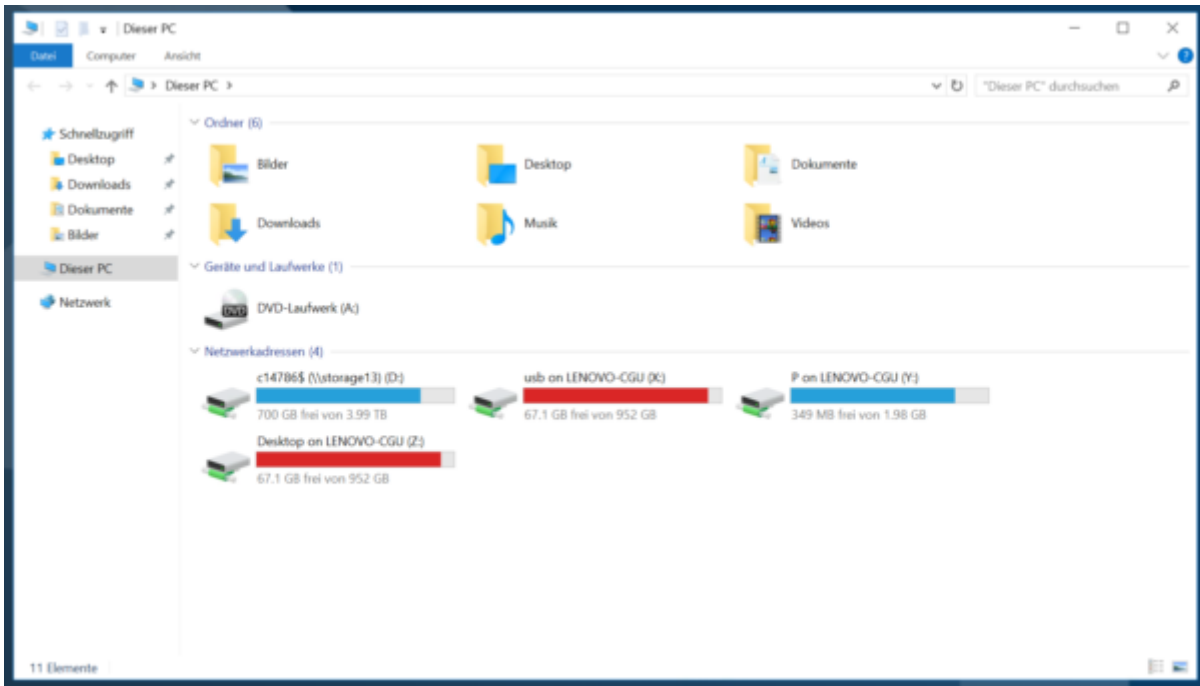 Dieser PC
Datei Computer Ansicht
Dieser PC
"Dieser PC" durchsuchen
Schnellzugriff
Desktop
Downloads
Dokumente
Bilder
Dieser PC
Netzwerk
Ordner (6)
Bilder
Desktop
Dokumente
Downloads
Musik
Videos
Geräte und Laufwerke (1)
DVD
DVD-Laufwerk (A:)
Netzwerkadressen (4)
c14786$ (\\storage13) (D:)
700 GB frei von 3.99 TB
usb on LENOVO-CGU (X:)
67.1 GB frei von 952 GB
P on LENOVO-CGU (Y:)
349 MB frei von 1.98 GB
Desktop on LENOVO-CGU (Z:)
67.1 GB frei von 952 GB
11 Elemente